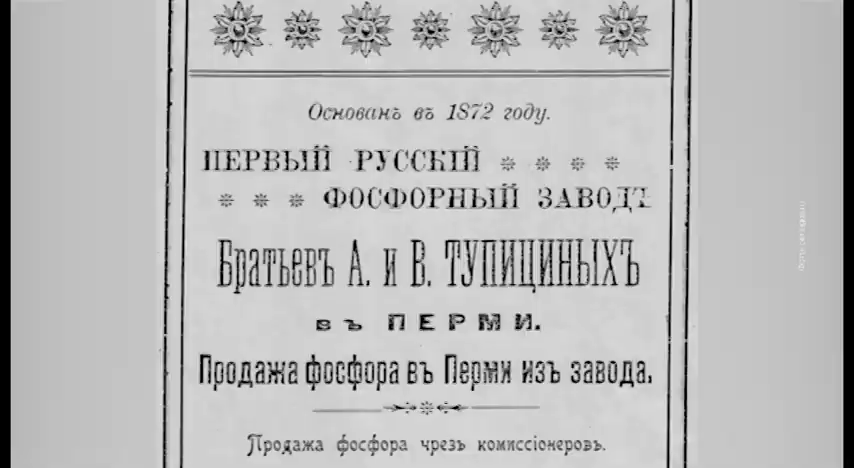 Основанъ въ 1872 году.
ПЕРВЫЙ РУССКІЙ
ФОСФОРНЫЙ ЗАВОДЪ
Братьевъ А. и В. ТУПИЦИНЫХЪ
въ ПЕРМИ.
Продажа фосфора въ Перми изъ завода.
Продажа фосфора чрезъ комиссіонеровъ.